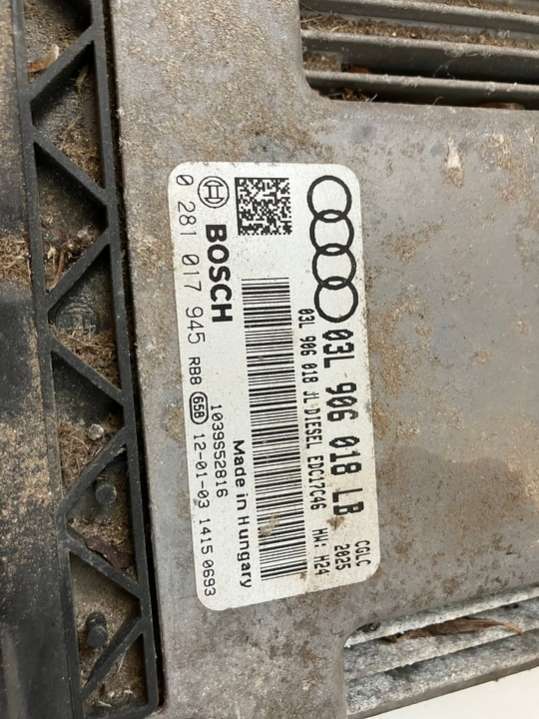 03L 906 018 LB
CGLC
03L 906 018 JL DIESEL EDC17C46
2025
HW: H24
BOSCH
1039S52816
Made in Hungary
0 281 017 945 RB8 658 12-01-03 1415 0693